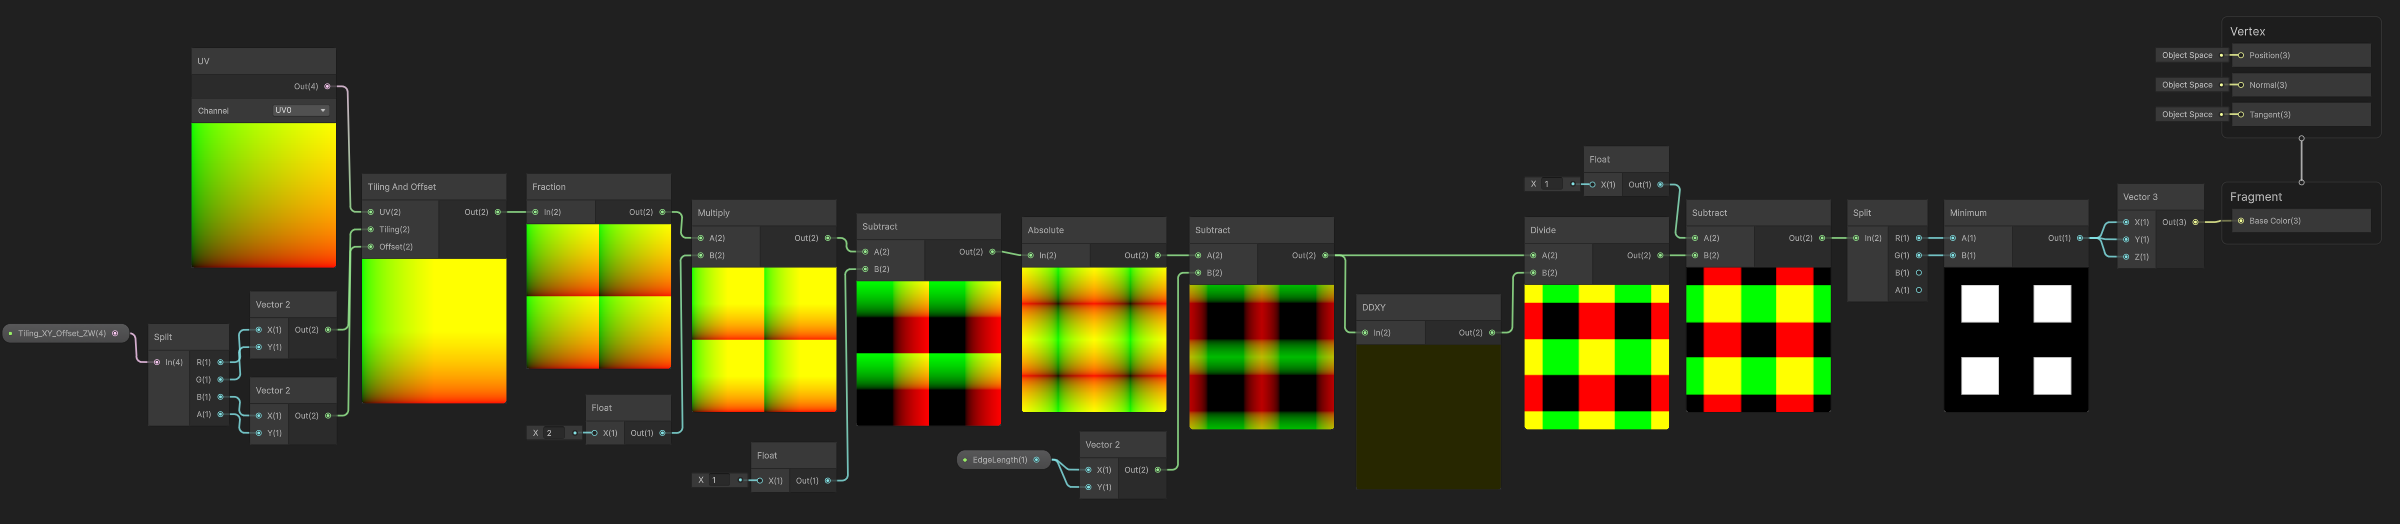 Tiling_XY_Offset_ZW(4)
Split
In(4)
R(1)
G(1)
B(1)
A(1)
UV
Out(4)
Channel
UV0
Vector 2
X(1)
Out(2)
Y(1)
Vector 2
X(1)
Out(2)
Y(1)
Tiling And Offset
UV(2)
Out(2)
Tiling(2)
Offset(2)
Fraction
In(2)
Out(2)
Float
X 2
X(1)
Out(1)
Multiply
A(2)
Out(2)
B(2)
Float
X 1
X(1)
Out(1)
Subtract
A(2)
Out(2)
B(2)
Absolute
In(2)
Out(2)
EdgeLength(1)
Vector 2
X(1)
Out(2)
Y(1)
Subtract
A(2)
Out(2)
B(2)
DDXY
In(2)
Out(2)
Divide
A(2)
Out(2)
B(2)
Float
X 1
X(1)
Out(1)
Subtract
A(2)
Out(2)
B(2)
Split
In(2)
R(1)
G(1)
B(1)
A(1)
Minimum
A(1)
Out(1)
B(1)
Vector 3
X(1)
Out(3)
Y(1)
Z(1)
Vertex
Object Space
Position(3)
Object Space
Normal(3)
Object Space
Tangent(3)
Fragment
Base Color(3)